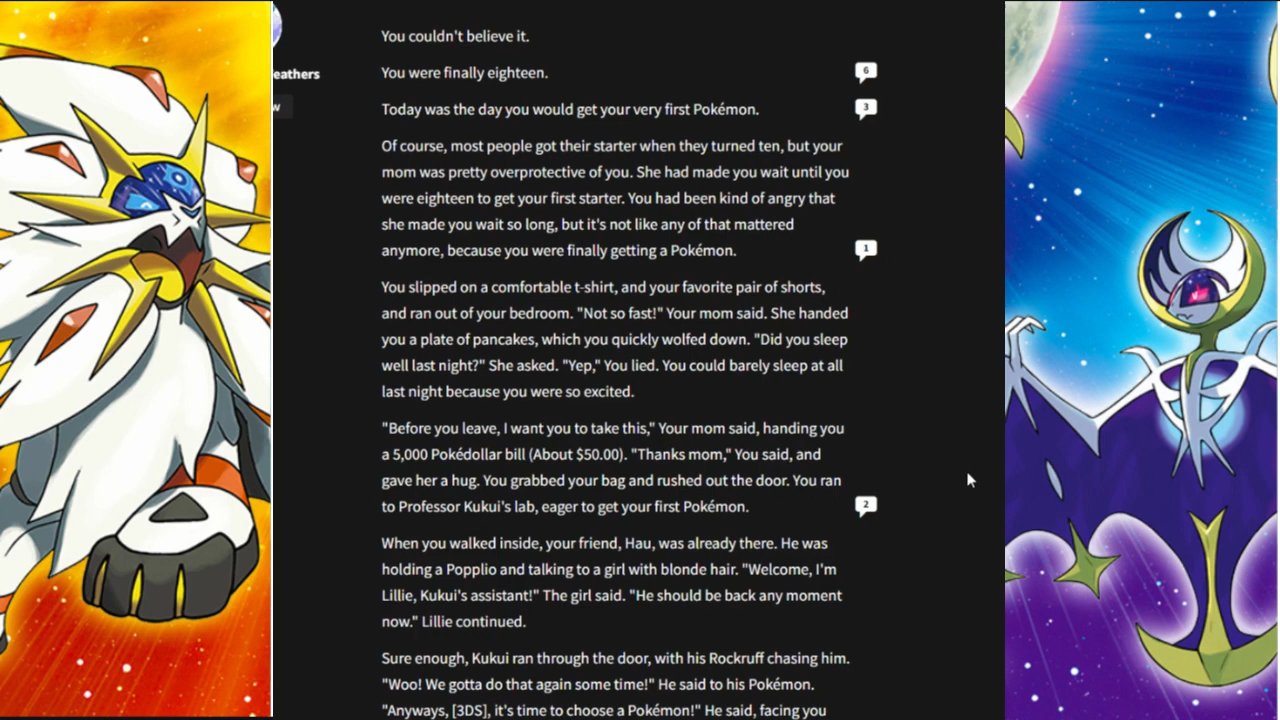 You couldn't believe it.
eathers
You were finally eighteen.
6
w
Today was the day you would get your very first Pokémon.
3
Of course, most people got their starter when they turned ten, but your
mom was pretty overprotective of you. She had made you wait until you
were eighteen to get your first starter. You had been kind of angry that
she made you wait so long, but it's not like any of that mattered
anymore, because you were finally getting a Pokémon.
1
You slipped on a comfortable t-shirt, and your favorite pair of shorts,
and ran out of your bedroom. "Not so fast!" Your mom said. She handed
you a plate of pancakes, which you quickly wolfed down. "Did you sleep
well last night?" She asked. "Yep," You lied. You could barely sleep at all
last night because you were so excited.
"Before you leave, I want you to take this," Your mom said, handing you
a 5,000 Pokédollar bill (About $50.00). "Thanks mom," You said, and
gave her a hug. You grabbed your bag and rushed out the door. You ran
to Professor Kukui's lab, eager to get your first Pokémon.
2
When you walked inside, your friend, Hau, was already there. He was
holding a Popplio and talking to a girl with blonde hair. "Welcome, I'm
Lillie, Kukui's assistant!" The girl said. "He should be back any moment
now." Lillie continued.
Sure enough, Kukui ran through the door, with his Rockruff chasing him.
"Woo! We gotta do that again some time!" He said to his Pokémon.
"Anyways, [3DS], it's time to choose a Pokémon!" He said, facing you